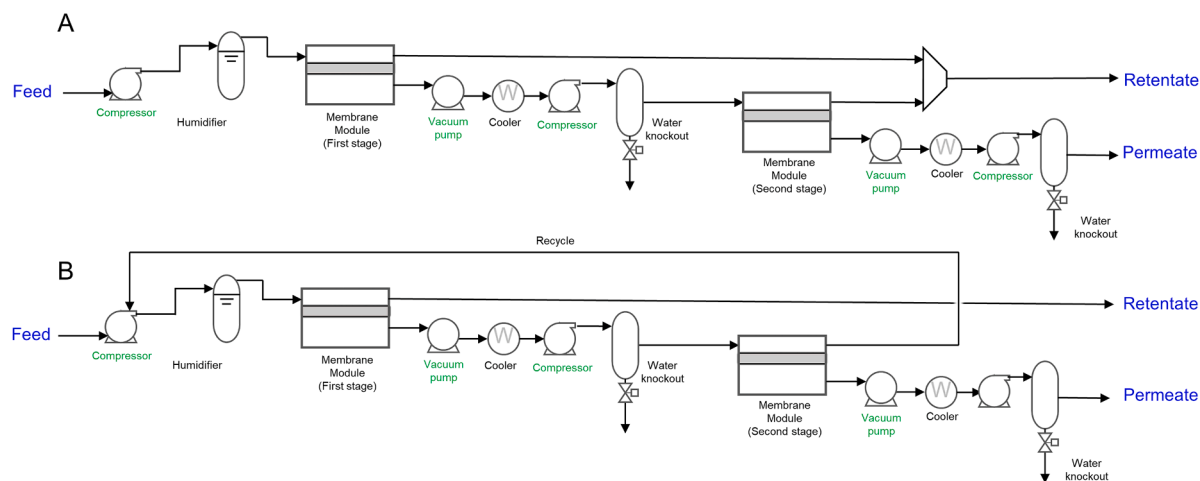 A
Feed
Compressor
Humidifier
Membrane
Module
(First stage)
Vacuum
pump
W
Cooler
Compressor
Water
knockout
Membrane
Module
(Second stage)
Vacuum
pump
W
Cooler
Compressor
Water
knockout
Retentate
Permeate
B
Recycle
Feed
Compressor
Humidifier
Membrane
Module
(First stage)
Vacuum
pump
W
Cooler
Compressor
Water
knockout
Membrane
Module
(Second stage)
Vacuum
pump
W
Cooler
Water
knockout
Retentate
Permeate